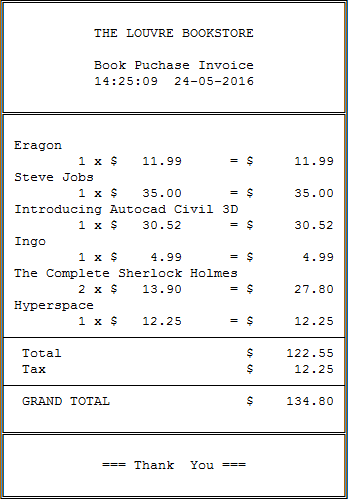 THE LOUVRE BOOKSTORE
Book Puchase Invoice
14:25:09  24-05-2016
Eragon
1 x $ 11.99 = $ 11.99
Steve Jobs
1 x $ 35.00 = $ 35.00
Introducing Autocad Civil 3D
1 x $ 30.52 = $ 30.52
Ingo
1 x $ 4.99 = $ 4.99
The Complete Sherlock Holmes
2 x $ 13.90 = $ 27.80
Hyperspace
1 x $ 12.25 = $ 12.25
Total $ 122.55
Tax $ 12.25
GRAND TOTAL $ 134.80
=== Thank  You ===